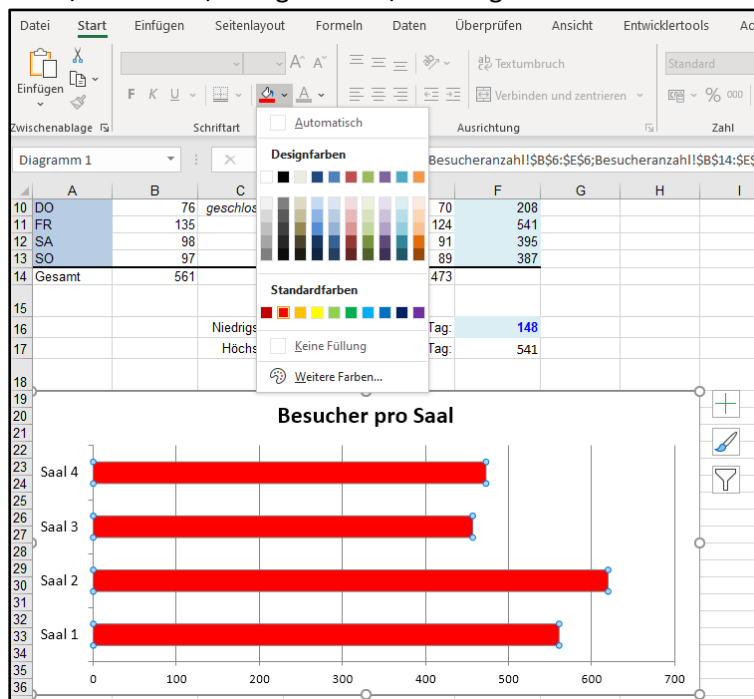 Datei Start Einfügen Seitenlayout Formeln Daten Überprüfen Ansicht Entwicklertools
Einfügen F K U A A A ab Textumbruch Standard
Verbinden und zentrieren % 000
Zwischenablage Schriftart Ausrichtung Zahl
Automatisch
Diagramm 1 Besucheranzahl!$B$6:$E$6;Besucheranzahl!$B$14:$E$
Designfarben
A B C F G H I
10 DO 76 geschlos 70 208
11 FR 135 124 541
12 SA 98 91 395
13 SO 97 89 387
14 Gesamt 561 473
Standardfarben
15
16 Niedrigs Tag: 148
17 Höchs Tag: 541
Keine Füllung
Weitere Farben...
18
19
20 Besucher pro Saal
21
22
23 Saal 4
24
25
26
27 Saal 3
28
29
30 Saal 2
31
32
33 Saal 1
34
35
36 0 100 200 300 400 500 600 700